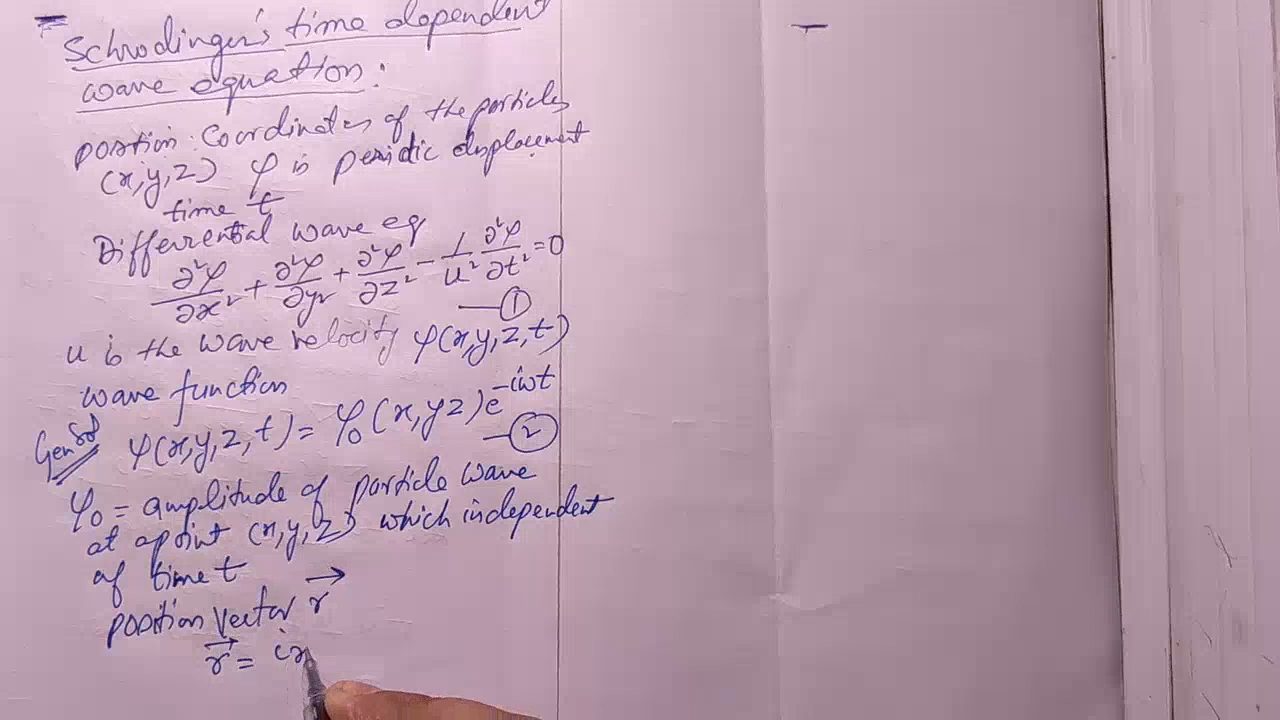 Schrodinger's time dependent
wave equation:
position coordinates of the particles
(x,y,z) φ is periodic displacement
time t
Differential wave eq
∂²φ/∂x² + ∂²φ/∂y² + ∂²φ/∂z² - 1/u² ∂²φ/∂t² = 0
—①
u is the wave velocity φ(x,y,z,t)
wave function
Gen Sol φ(x,y,z,t) = φ₀(x,yz)e^-iωt
—②
φ₀ = amplitude of particle wave
at a point (x,y,z) which independent
of time t
position vector r⃗
r⃗ = ix